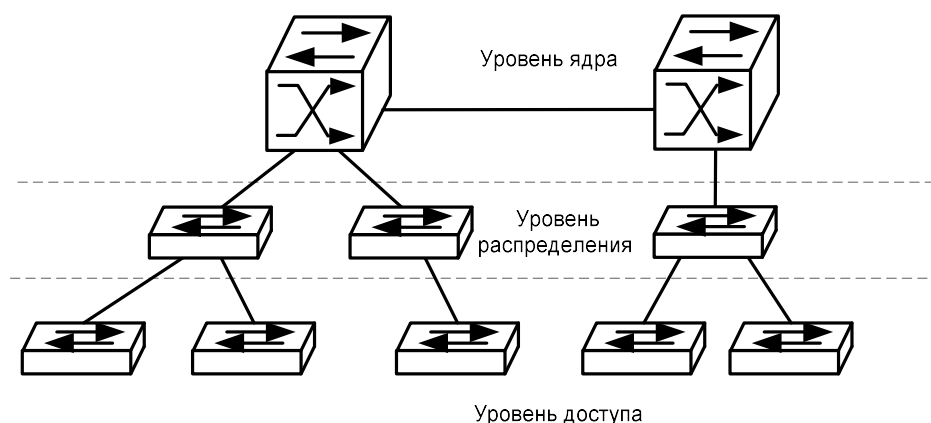 Уровень ядра
Уровень
распределения
Уровень доступа